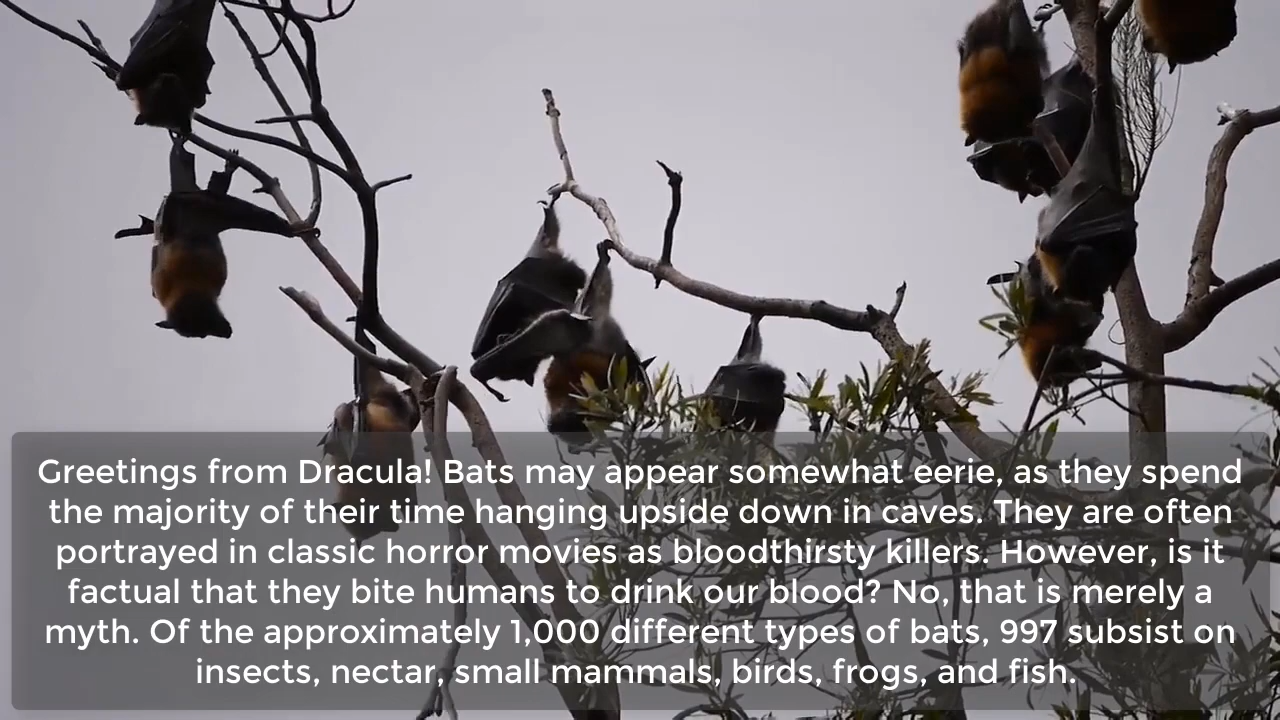 Greetings from Dracula! Bats may appear somewhat eerie, as they spend
the majority of their time hanging upside down in caves. They are often
portrayed in classic horror movies as bloodthirsty killers. However, is it
factual that they bite humans to drink our blood? No, that is merely a
myth. Of the approximately 1,000 different types of bats, 997 subsist on
insects, nectar, small mammals, birds, frogs, and fish.